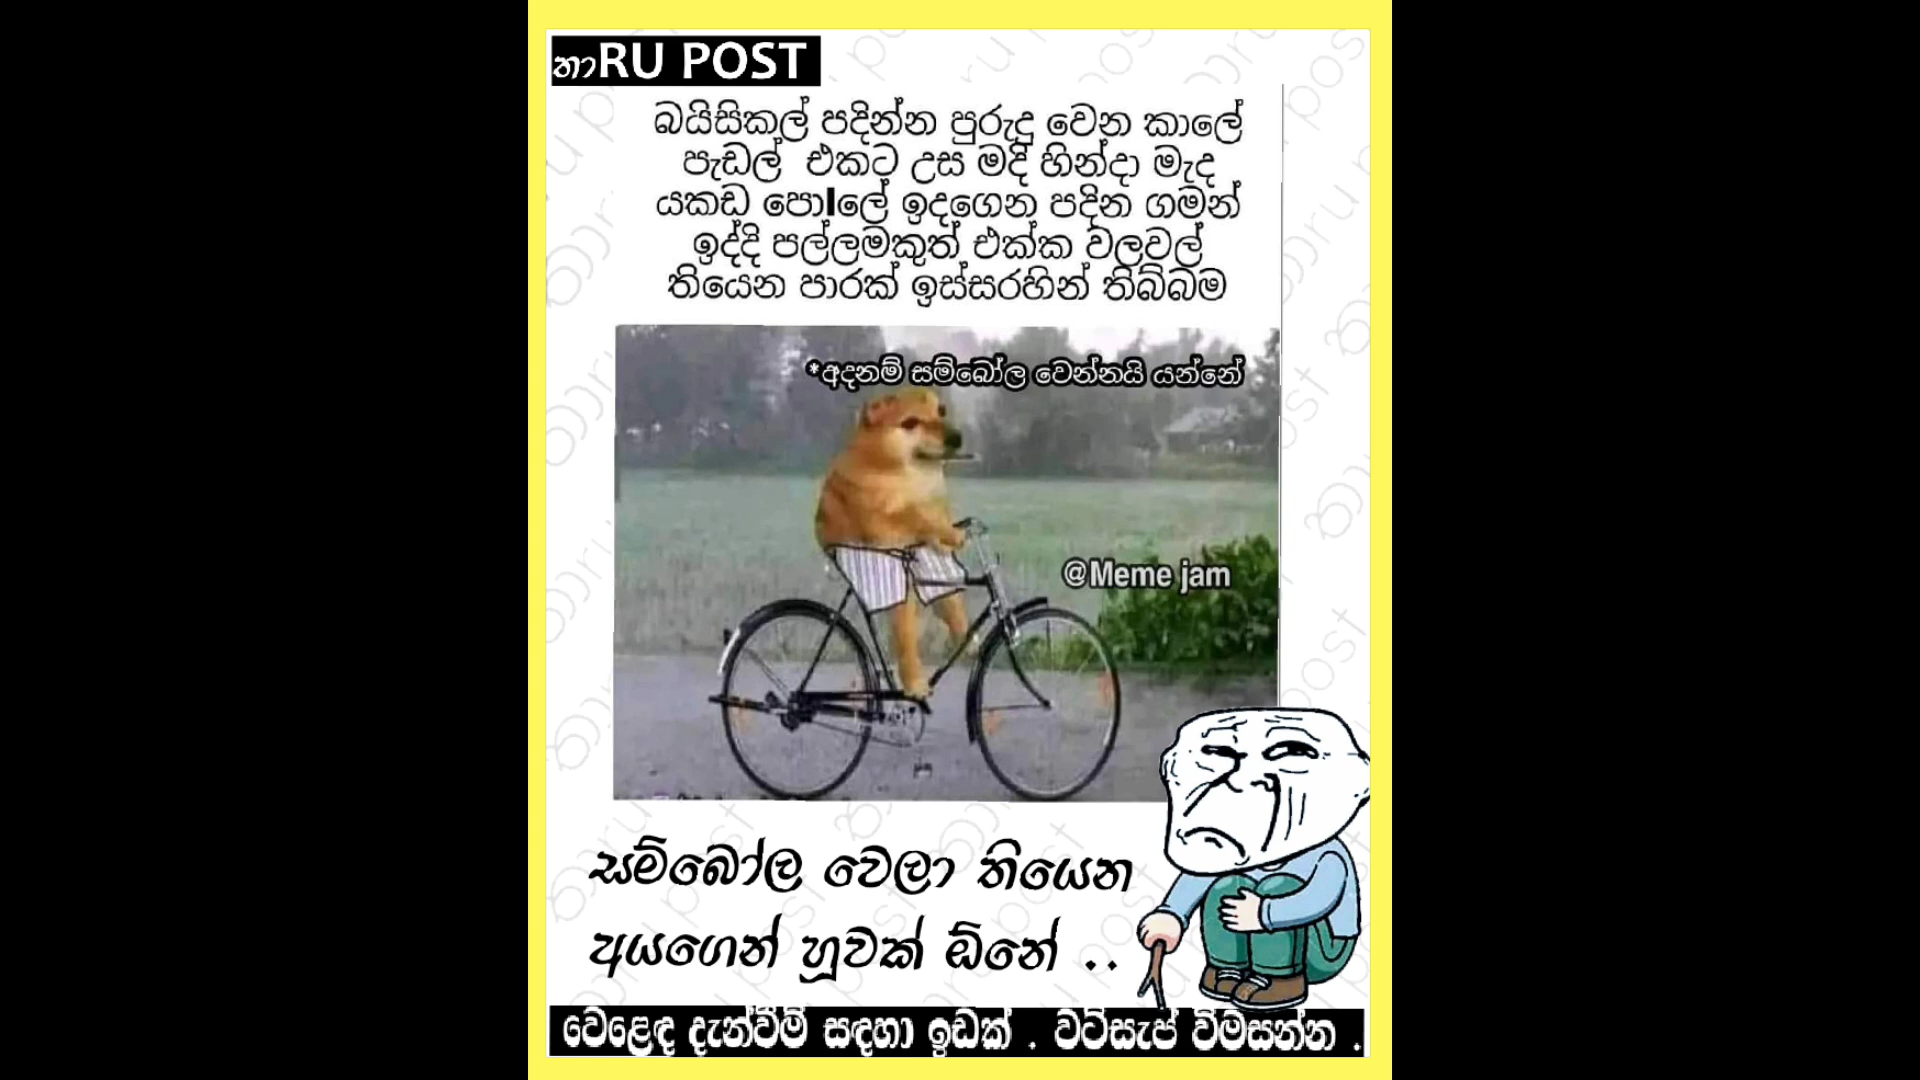 තාRU POST
බයිසිකල් පදින්න පුරුදු වෙන කාලේ
පැඩල් එකට උස මදි හින්දා මැද
යකඩ පොlලේ ඉදගෙන පදින ගමන්
ඉද්දි පල්ලමකුත් එක්ක වලවල්
තියෙන පාරක් ඉස්සරහින් තිබ්බම
*අදනම් සම්බෝල වෙන්නයි යන්නේ
@Meme jam
සම්බෝල වෙලා තියෙන
අයගෙන් හූවක් ඕනේ ..
වෙළෙඳ දැන්වීම් සඳහා ඉඩක් . වට්සැප් විමසන්න .